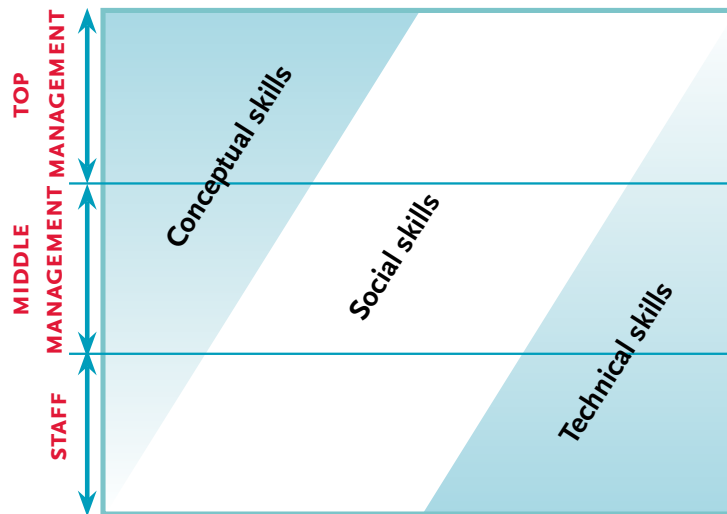 TOP
MANAGEMENT
MIDDLE
MANAGEMENT
STAFF
Conceptual skills
Social skills
Technical skills